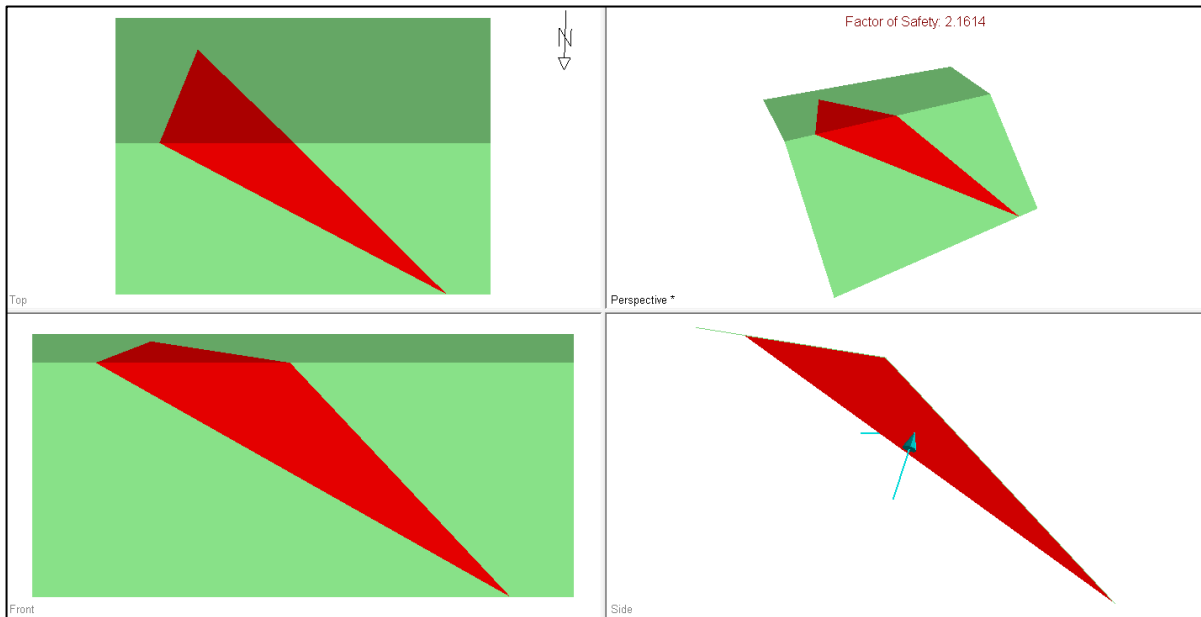 N
Factor of Safety: 2.1614
Top
Perspective *
Front
Side